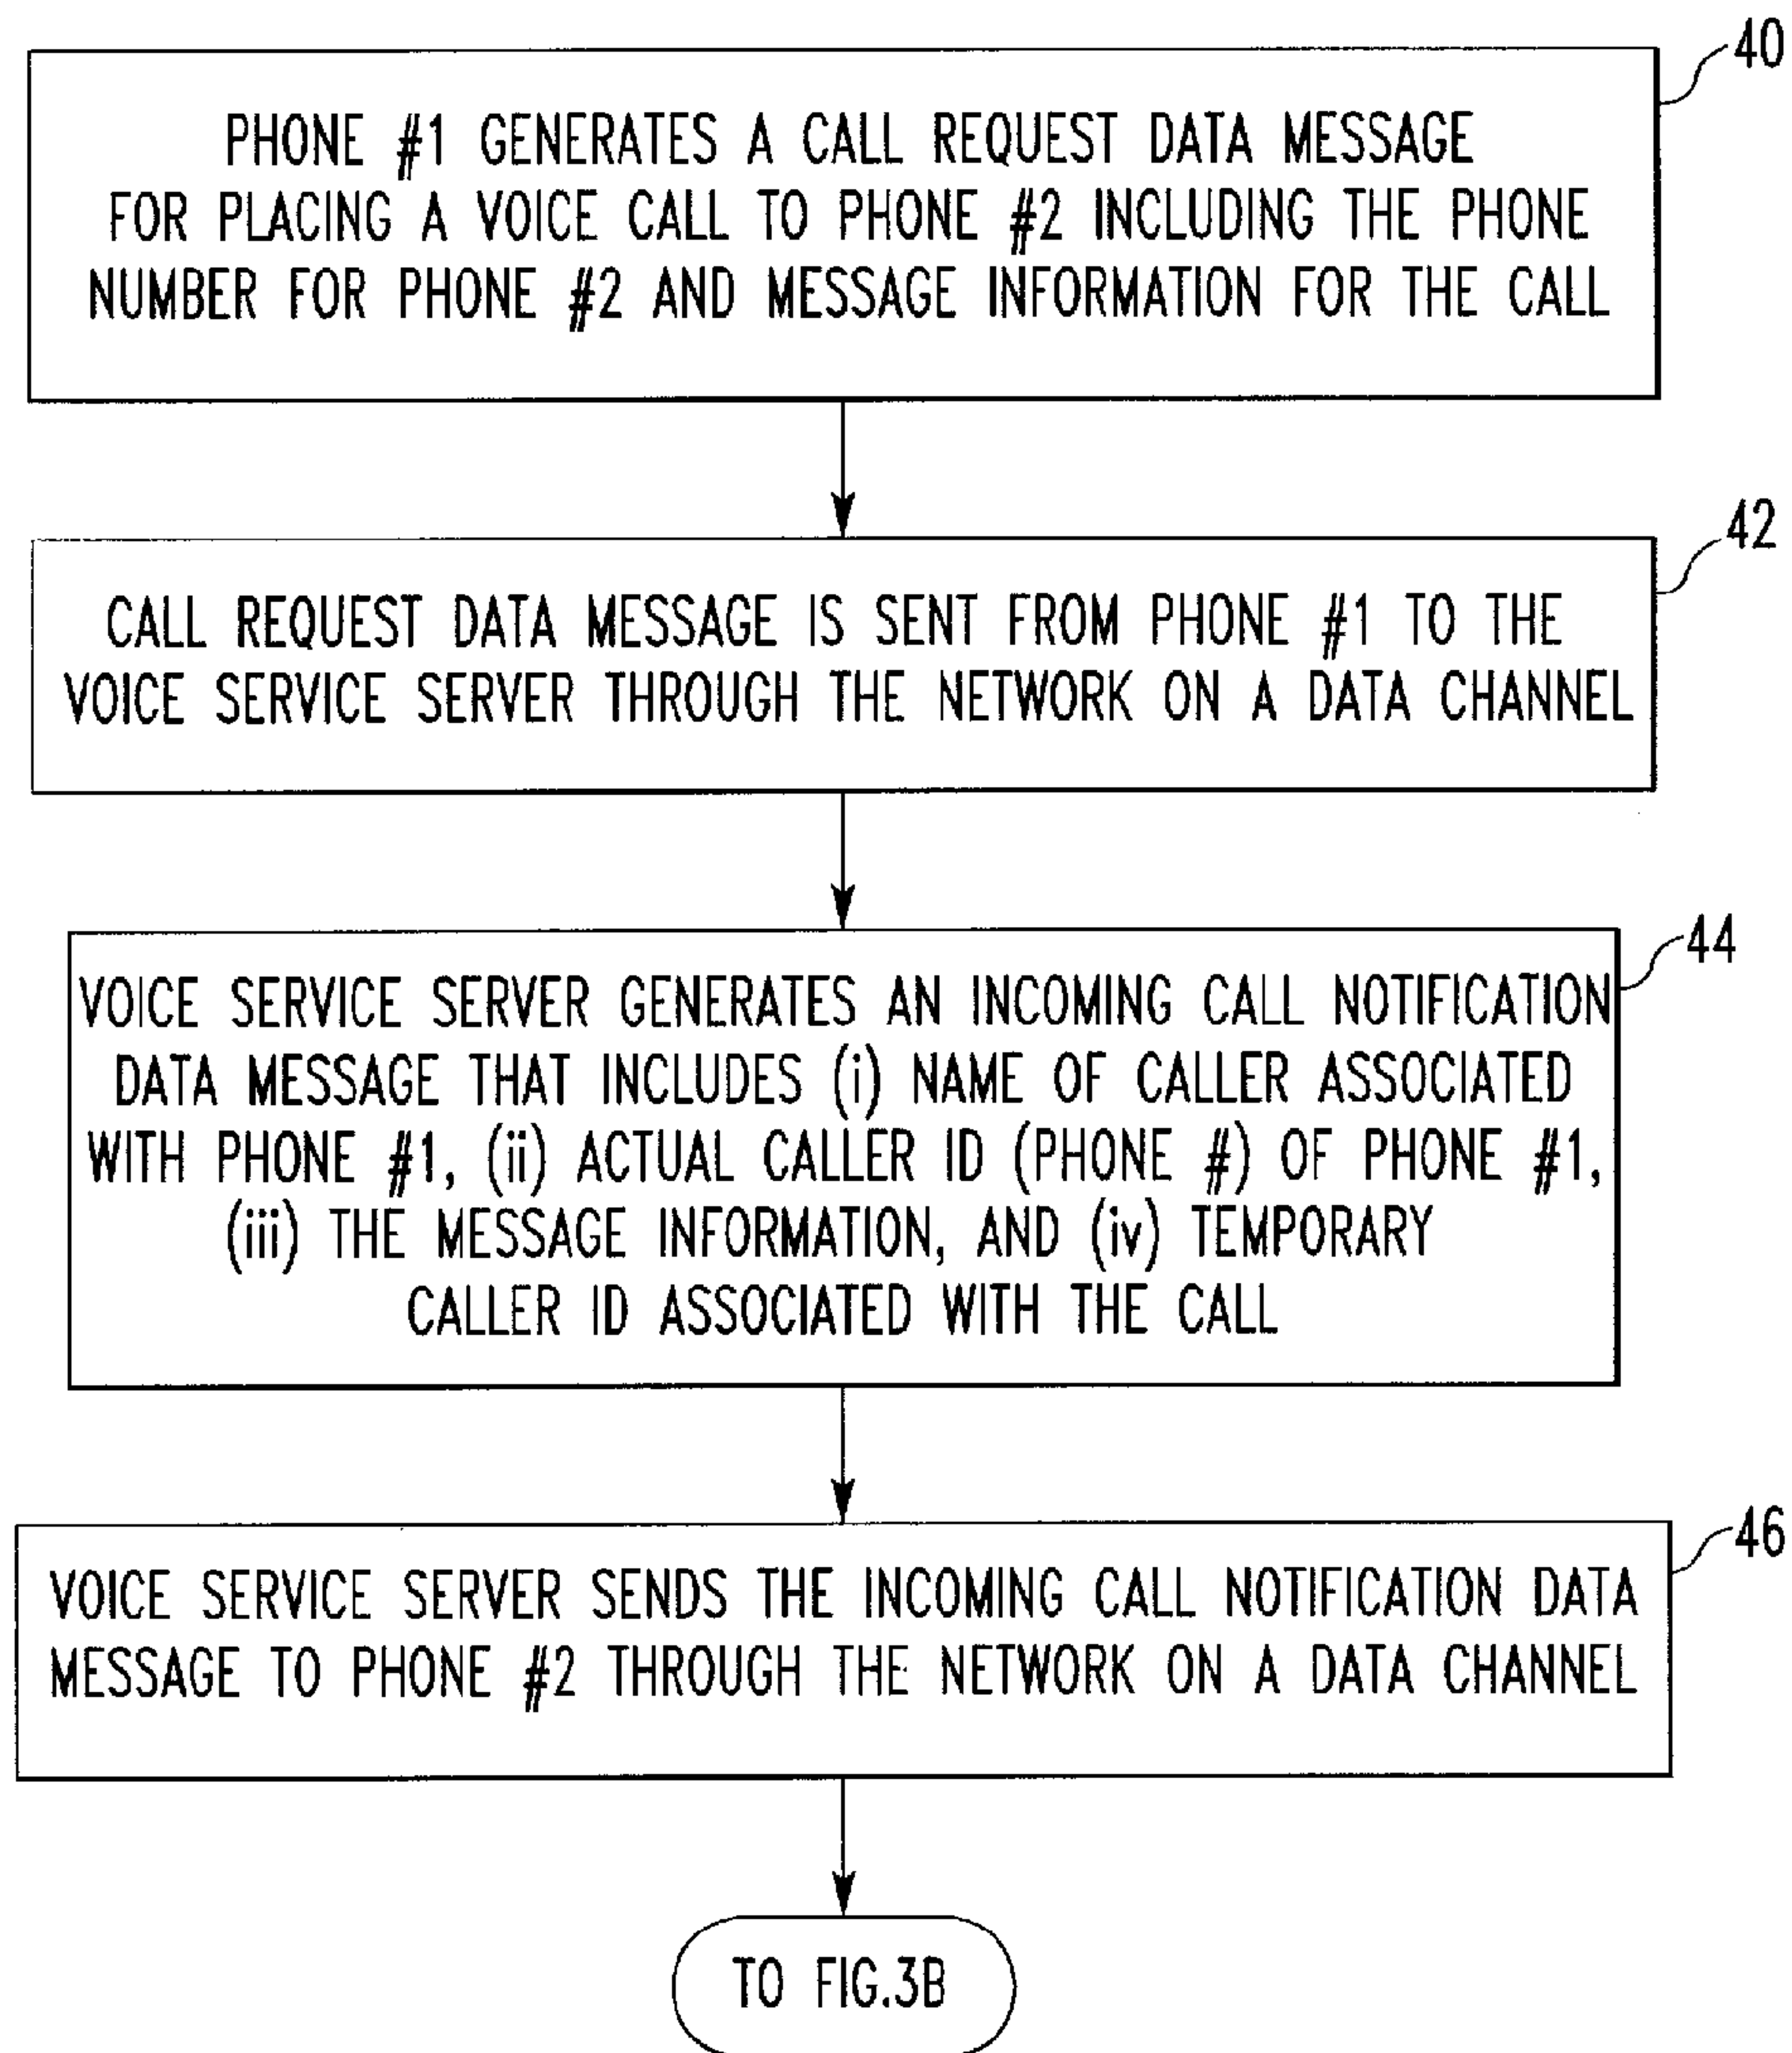 40
PHONE #1 GENERATES A CALL REQUEST DATA MESSAGE
FOR PLACING A VOICE CALL TO PHONE #2 INCLUDING THE PHONE
NUMBER FOR PHONE #2 AND MESSAGE INFORMATION FOR THE CALL
42
CALL REQUEST DATA MESSAGE IS SENT FROM PHONE #1 TO THE
VOICE SERVICE SERVER THROUGH THE NETWORK ON A DATA CHANNEL
44
VOICE SERVICE SERVER GENERATES AN INCOMING CALL NOTIFICATION
DATA MESSAGE THAT INCLUDES (i) NAME OF CALLER ASSOCIATED
WITH PHONE #1, (ii) ACTUAL CALLER ID (PHONE #) OF PHONE #1,
(iii) THE MESSAGE INFORMATION, AND (iv) TEMPORARY
CALLER ID ASSOCIATED WITH THE CALL
46
VOICE SERVICE SERVER SENDS THE INCOMING CALL NOTIFICATION DATA
MESSAGE TO PHONE #2 THROUGH THE NETWORK ON A DATA CHANNEL
TO FIG.3B